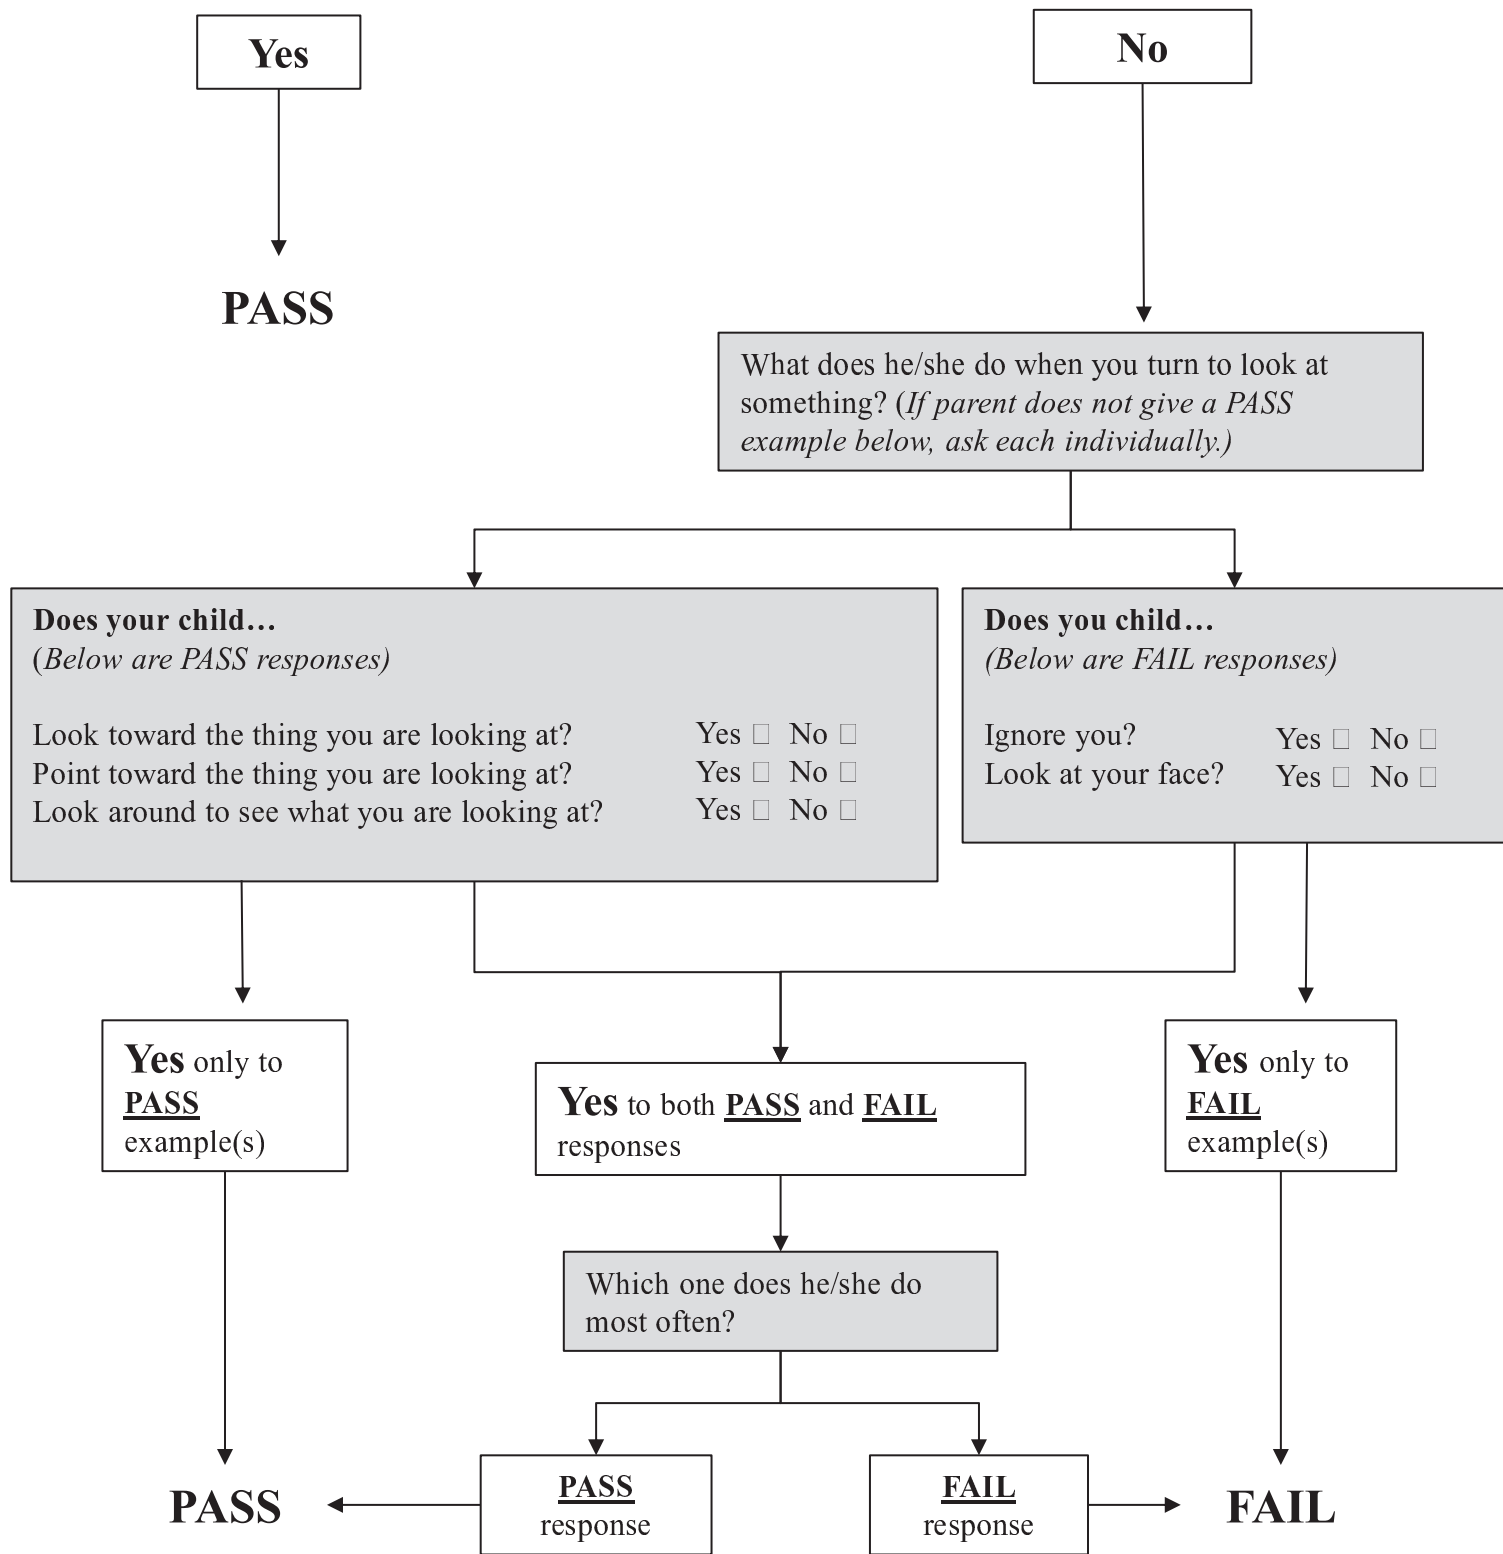 Yes
No
PASS
What does he/she do when you turn to look at
something? (If parent does not give a PASS
example below, ask each individually.)
Does your child…
(Below are PASS responses)
Look toward the thing you are looking at? Yes □ No □
Point toward the thing you are looking at? Yes □ No □
Look around to see what you are looking at? Yes □ No □
Does you child…
(Below are FAIL responses)
Ignore you? Yes □ No □
Look at your face? Yes □ No □
Yes only to
PASS
example(s)
Yes to both PASS and FAIL
responses
Yes only to
FAIL
example(s)
Which one does he/she do
most often?
PASS
PASS
response
FAIL
response
FAIL